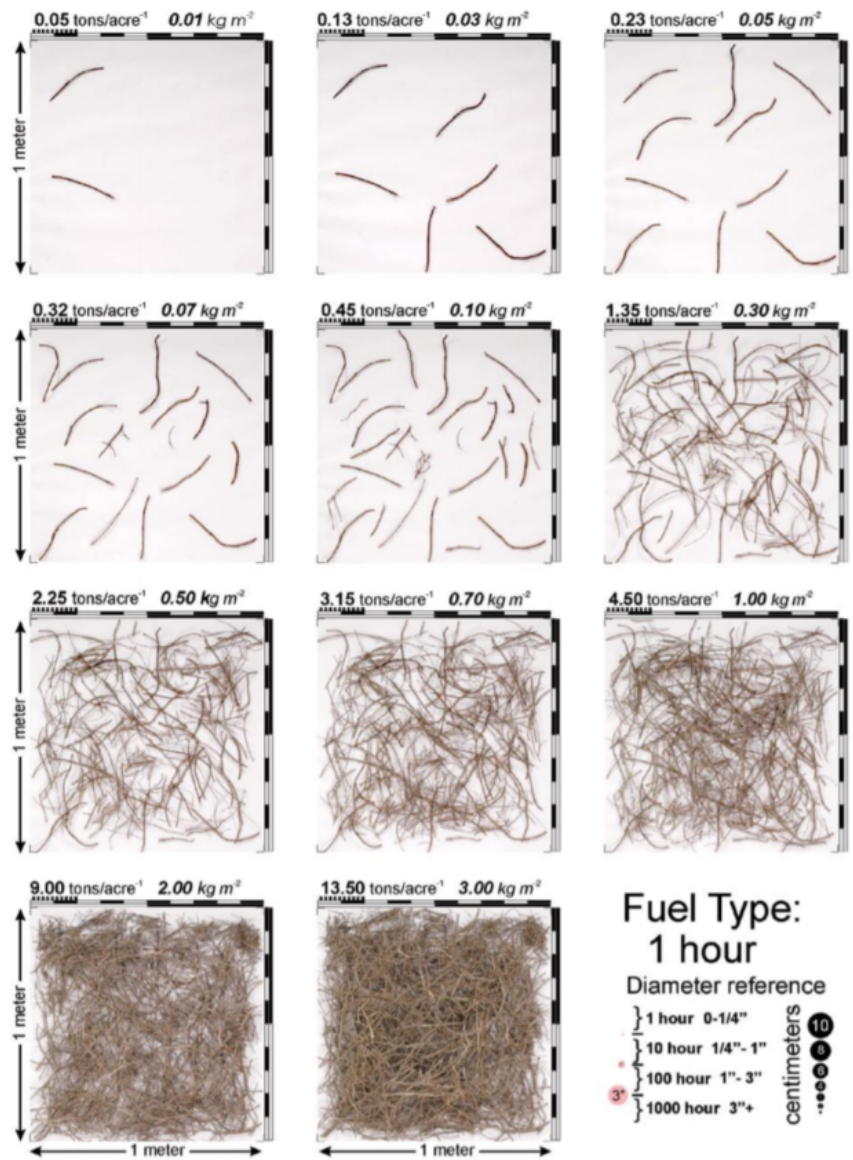 0.05 tons/acre⁻¹ 0.01 kg m⁻²
0.13 tons/acre⁻¹ 0.03 kg m⁻²
0.23 tons/acre⁻¹ 0.05 kg m⁻²
1 meter
0.32 tons/acre⁻¹ 0.07 kg m⁻²
0.45 tons/acre⁻¹ 0.10 kg m⁻²
1.35 tons/acre⁻¹ 0.30 kg m⁻²
1 meter
2.25 tons/acre⁻¹ 0.50 kg m⁻²
3.15 tons/acre⁻¹ 0.70 kg m⁻²
4.50 tons/acre⁻¹ 1.00 kg m⁻²
1 meter
9.00 tons/acre⁻¹ 2.00 kg m⁻²
13.50 tons/acre⁻¹ 3.00 kg m⁻²
1 meter
1 meter
1 meter
Fuel Type:
1 hour
Diameter reference
1 hour 0-1/4"
10 hour 1/4"- 1"
100 hour 1"- 3"
1000 hour 3"+
3"
centimeters
10
8
6
4